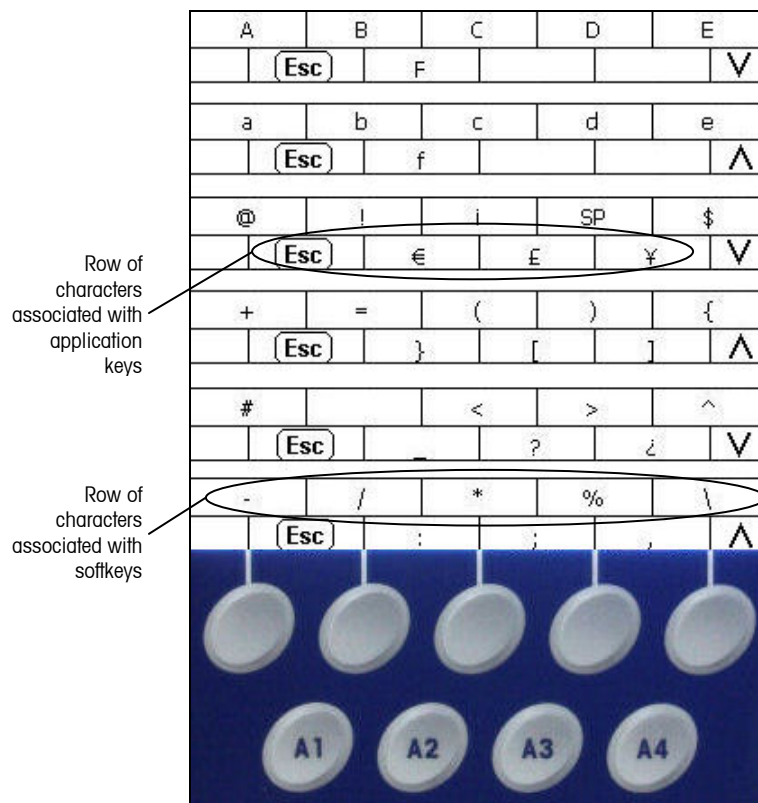 A B C D E
Esc F V
a b c d e
Esc f Λ
@ ! ¡ SP $
Esc € £ ¥ V
Row of
characters
associated with
application
keys
+ = ( ) {
Esc } [ ] Λ
# < > ^
Esc _ ? ¿ V
Row of
characters
associated with
softkeys
- / * % \
Esc : ; , Λ
A1 A2 A3 A4